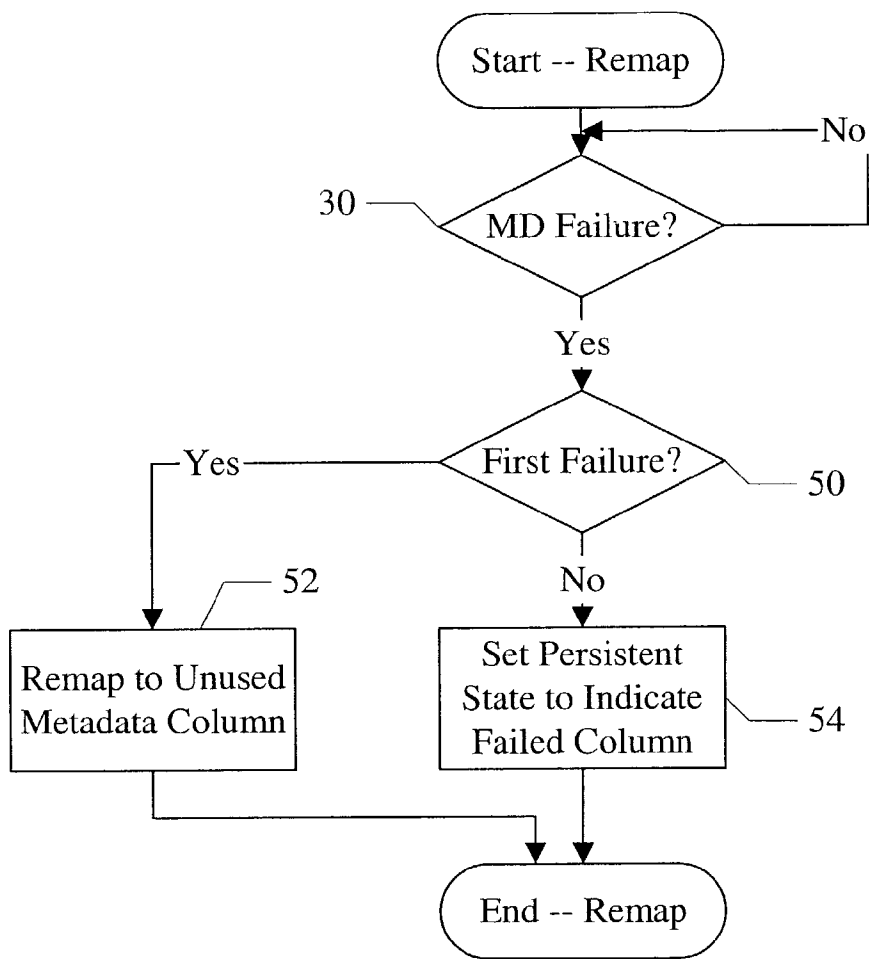 Start -- Remap
No
30
MD Failure?
Yes
First Failure?
Yes
50
No
52
Remap to Unused
Metadata Column
Set Persistent
State to Indicate
Failed Column
54
End -- Remap